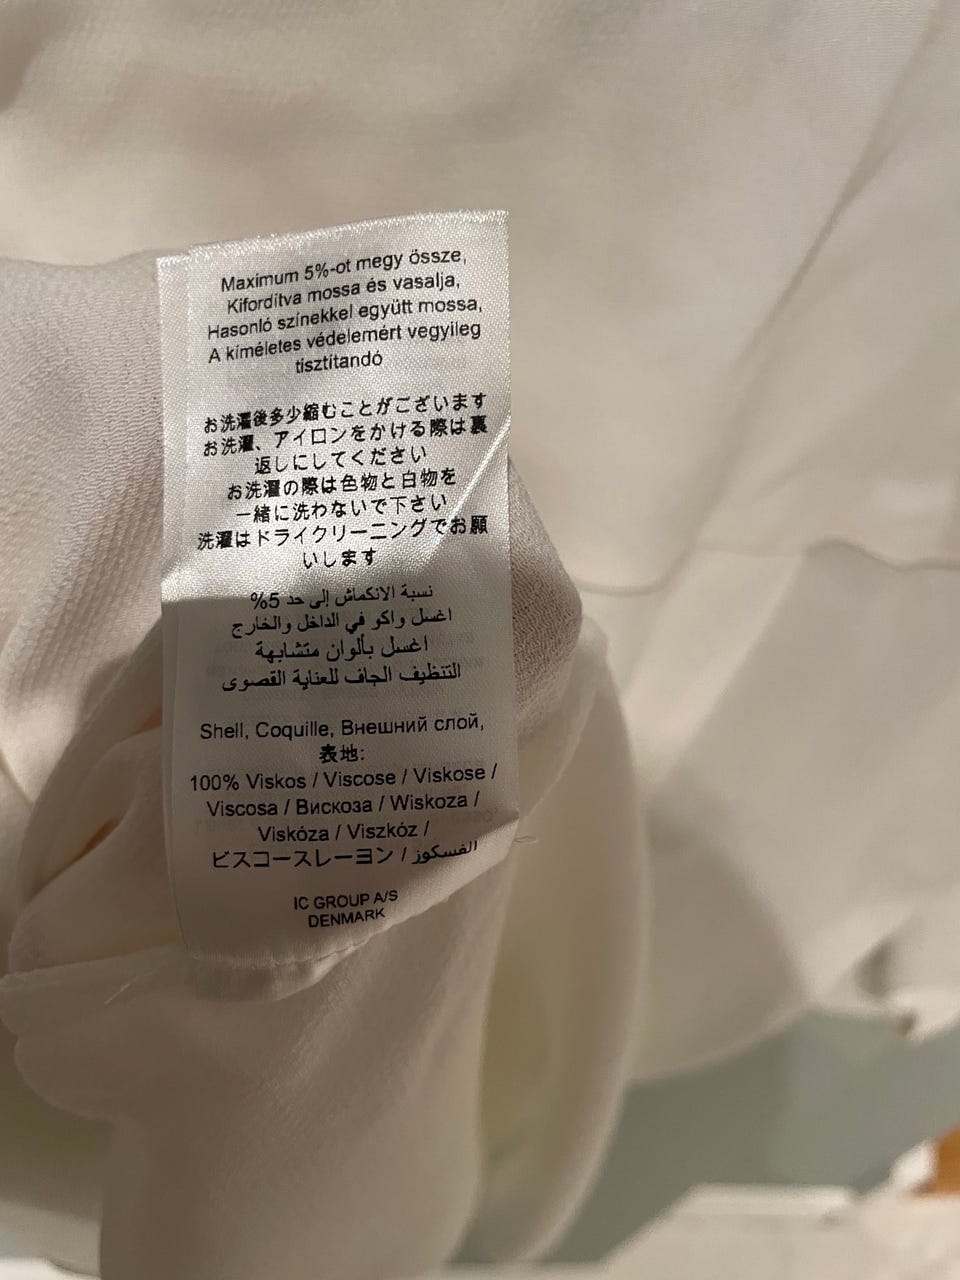 Maximum 5%-ot megy össze,
Kifordítva mossa és vasalja,
Hasonló színekkel együtt mossa,
A kíméletes védelemért vegyileg
tisztítandó
お洗濯後多少縮むことがございます
お洗濯、アイロンをかける際は裏
返しにしてください
お洗濯の際は色物と白物を
一緒に洗わないで下さい
洗濯はドライクリーニングでお願
いします
نسبة الانكماش إلى حد 5%
اغسل واكو في الداخل والخارج
اغسل بألوان متشابهة
التنظيف الجاف للعناية القصوى
Shell, Coquille, Внешний слой,
表地:
100% Viskos / Viscose / Viskose /
Viscosa / Вискоза / Wiskoza /
Viskóza / Viszkóz /
ビスコースレーヨン / الفسكوز
IC GROUP A/S
DENMARK